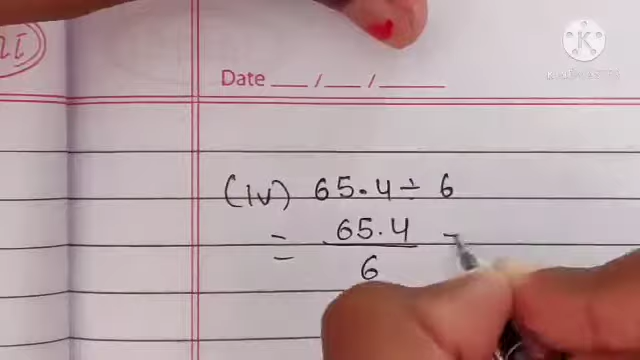 Date ___/___/_____
(iv) 65.4 ÷ 6
= 65.4 -
6